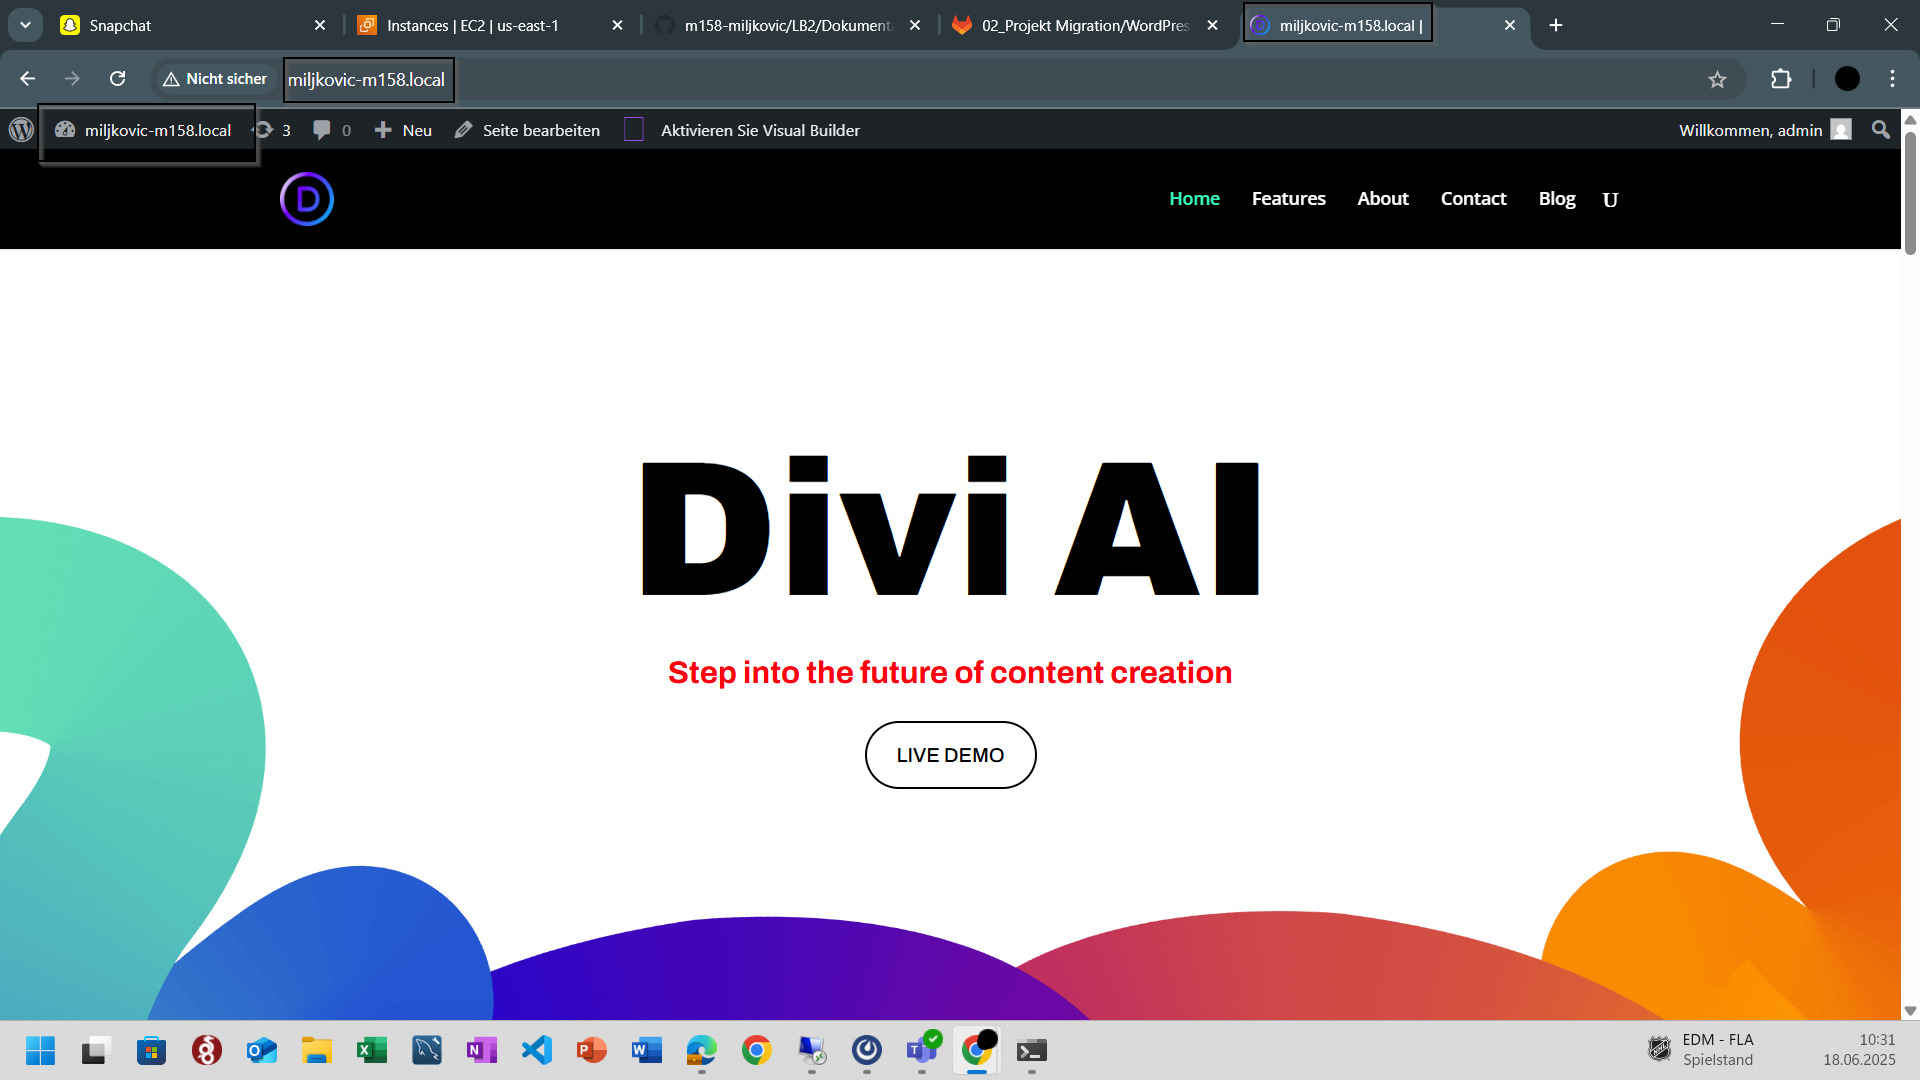 Snapchat
Instances | EC2 | us-east-1
m158-miljkovic/LB2/Dokument
02_Projekt Migration/WordPres
miljkovic-m158.local |
Nicht sicher
miljkovic-m158.local
miljkovic-m158.local
3
0
Neu
Seite bearbeiten
Aktivieren Sie Visual Builder
Willkommen, admin
D
Home
Features
About
Contact
Blog
U
Divi AI
Step into the future of content creation
LIVE DEMO
EDM - FLA
Spielstand
10:31
18.06.2025